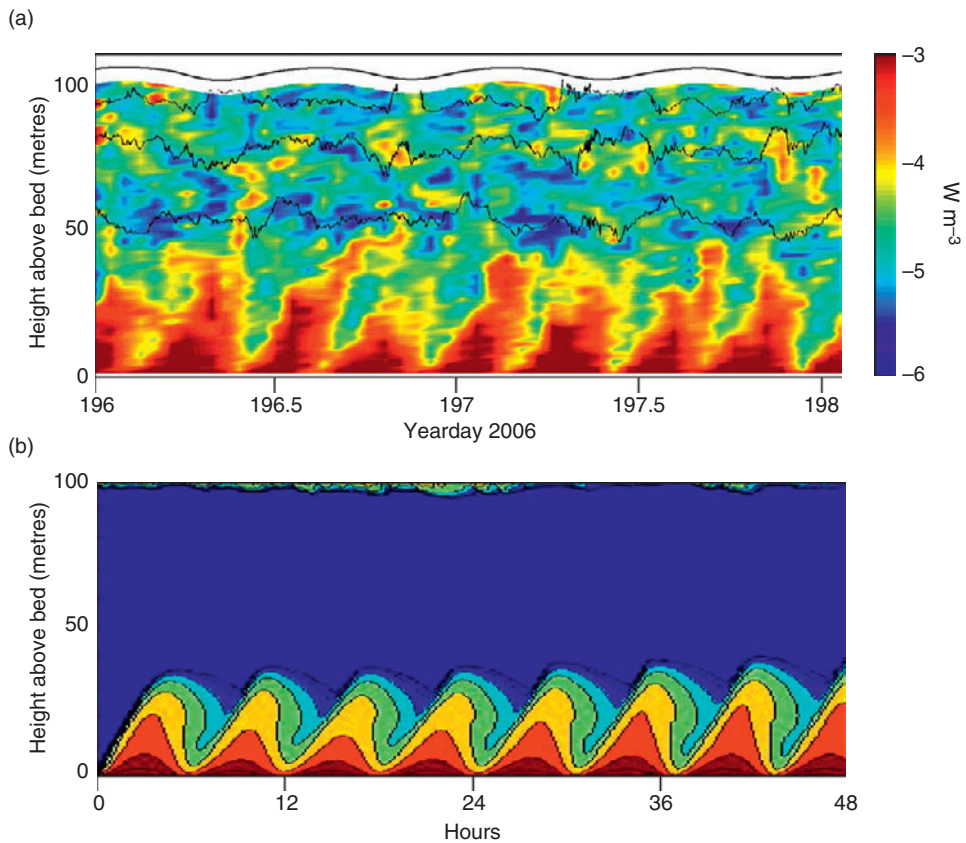 (a)
100
50
0
Height above bed (metres)
196
196.5
197
197.5
198
Yearday 2006
–3
–4
–5
–6
W m⁻³
(b)
100
50
0
Height above bed (metres)
0
12
24
36
48
Hours